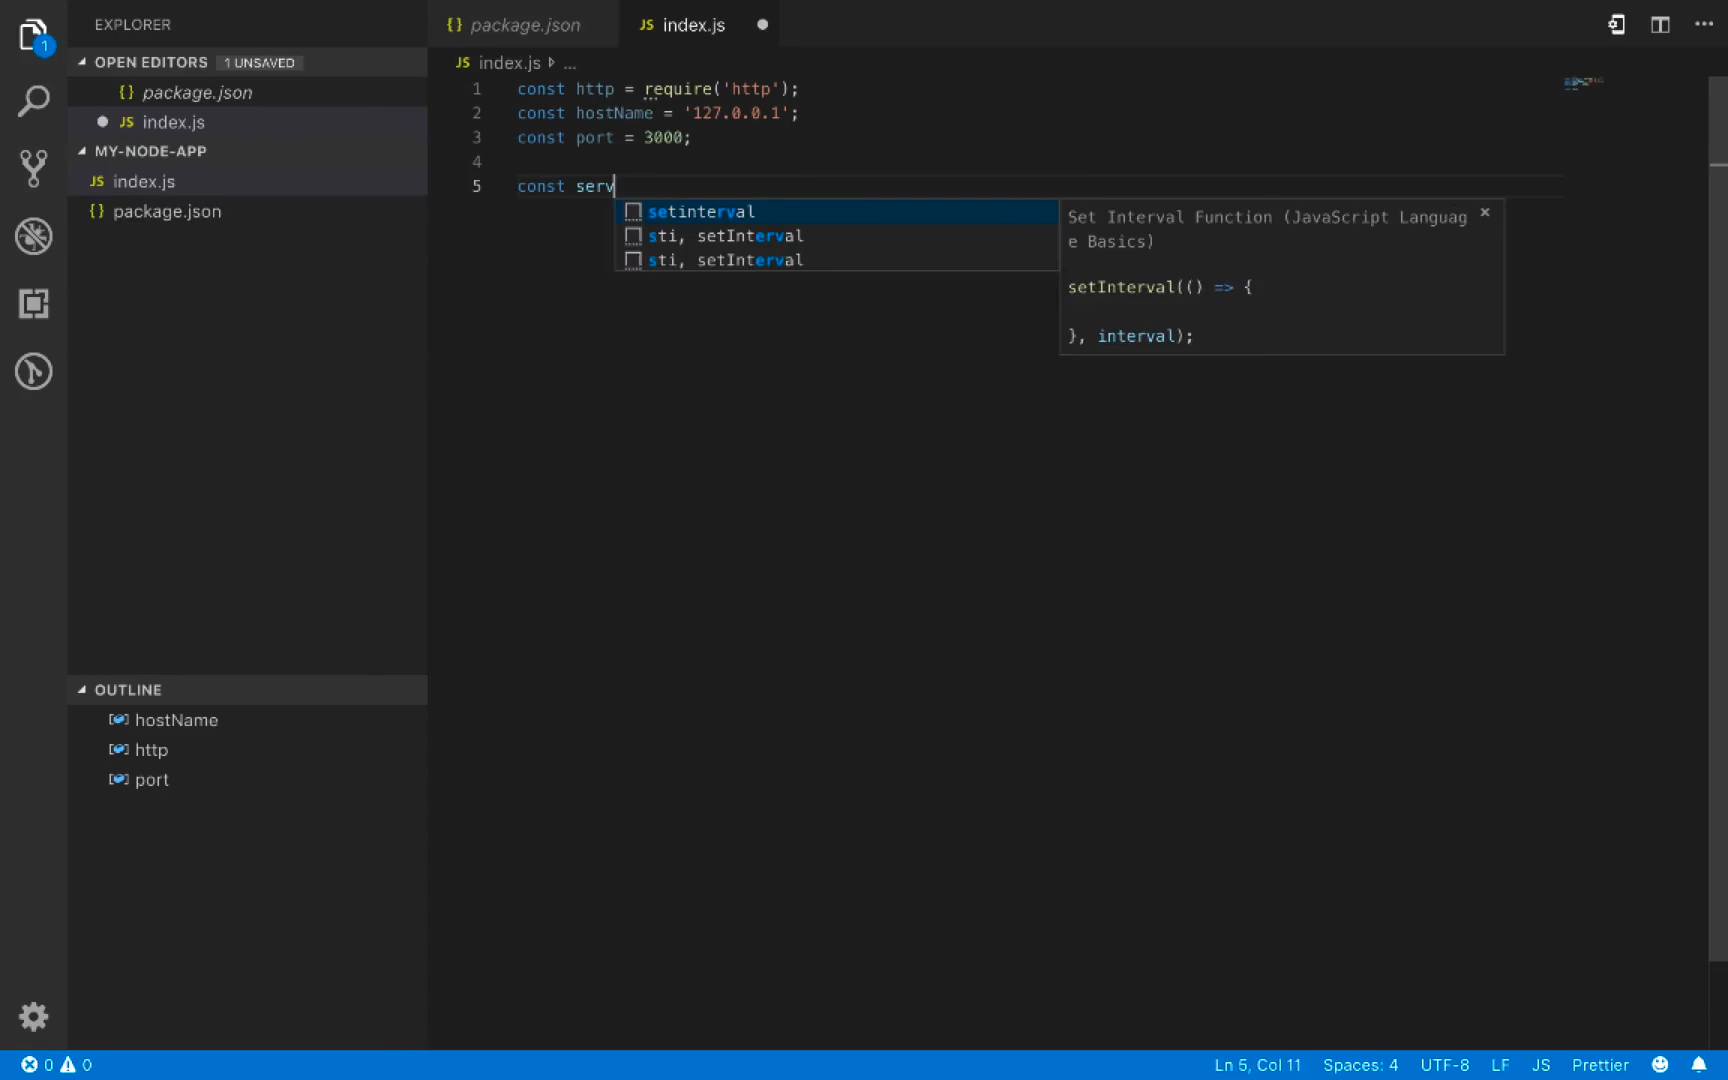 EXPLORER
OPEN EDITORS 1 UNSAVED
{} package.json
JS index.js
MY-NODE-APP
JS index.js
{} package.json
OUTLINE
hostName
http
port
{} package.json
JS index.js
JS index.js ...
1 const http = require('http');
2 const hostName = '127.0.0.1';
3 const port = 3000;
4
5 const serv
setinterval
sti, setInterval
sti, setInterval
Set Interval Function (JavaScript Languag
e Basics)
setInterval(() => {
}, interval);
1
0 0
Ln 5, Col 11 Spaces: 4 UTF-8 LF JS Prettier